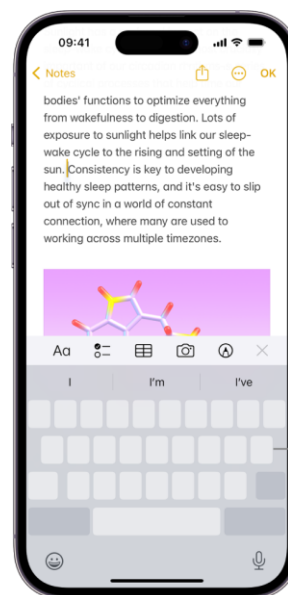 09:41
Notes
OK
bodies' functions to optimize everything
from wakefulness to digestion. Lots of
exposure to sunlight helps link our sleep-
wake cycle to the rising and setting of the
sun. Consistency is key to developing
healthy sleep patterns, and it's easy to slip
out of sync in a world of constant
connection, where many are used to
working across multiple timezones.
Aa
I
I'm
I've